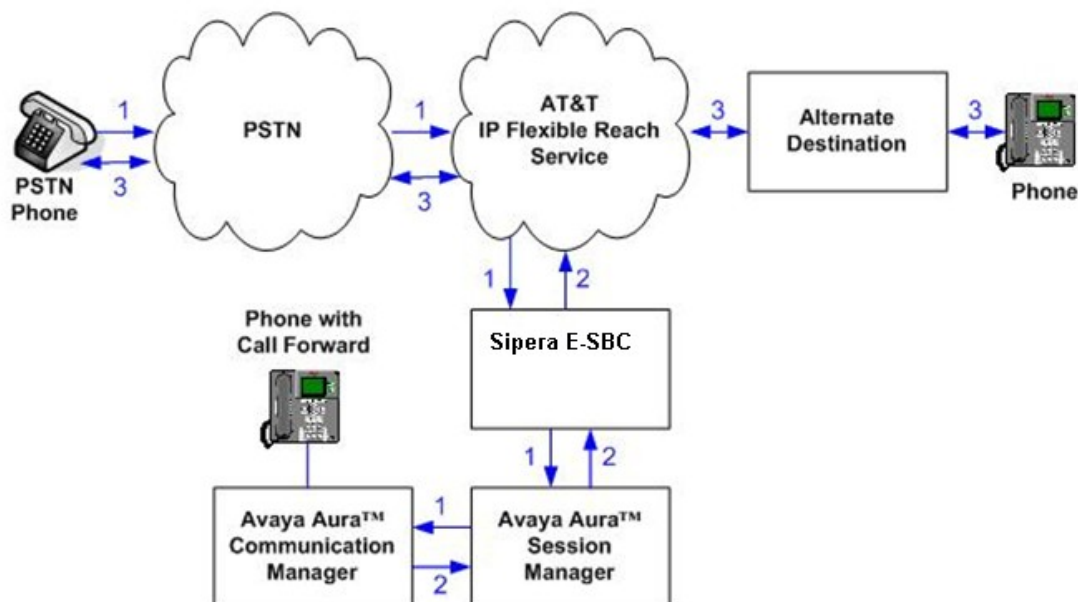 1
3
PSTN
Phone
PSTN
1
3
AT&T
IP Flexible Reach
Service
3
Alternate
Destination
3
Phone
1
2
Phone with
Call Forward
Sipera E-SBC
1
2
Avaya Aura™
Communication
Manager
1
2
Avaya Aura™
Session
Manager